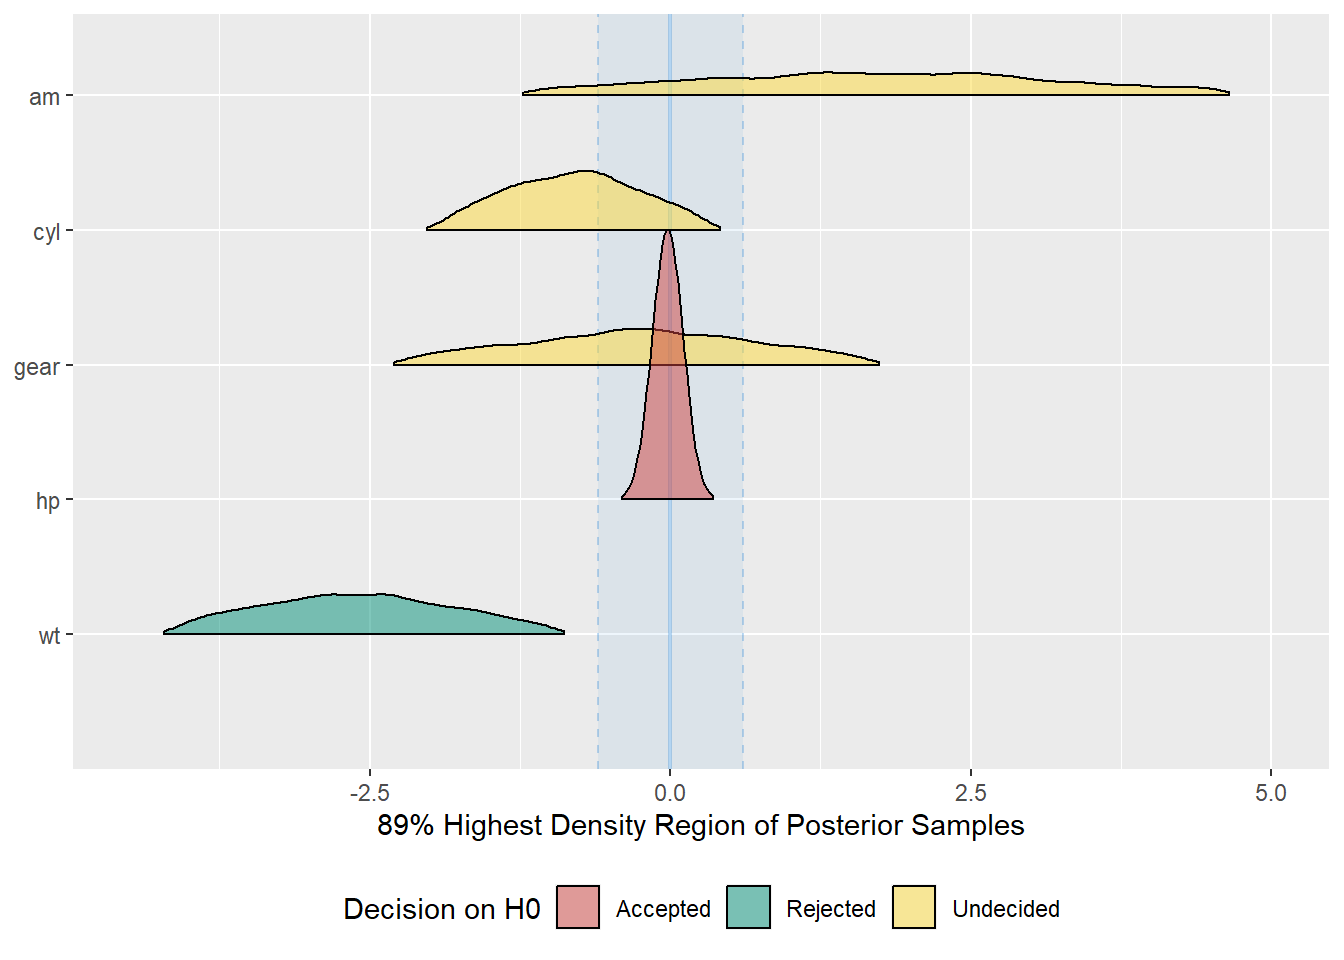 am
cyl
gear
hp
wt
-2.5 0.0 2.5 5.0
89% Highest Density Region of Posterior Samples
Decision on H0 Accepted Rejected Undecided